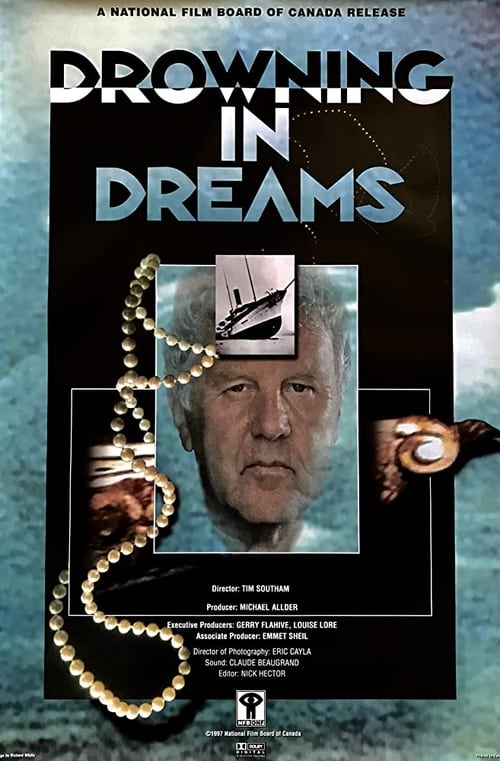 A NATIONAL FILM BOARD OF CANADA RELEASE
DROWNING
IN
DREAMS
Director: TIM SOUTHAM
Producer: MICHAEL ALLDER
Executive Producers: GERRY FLAHIVE, LOUISE LORE
Associate Producer: EMMET SHEIL
Director of Photography: ERIC CAYLA
Sound: CLAUDE BEAUGRAND
Editor: NICK HECTOR
NFB ONF
©1997 National Film Board of Canada
DOLBY
DIGITAL